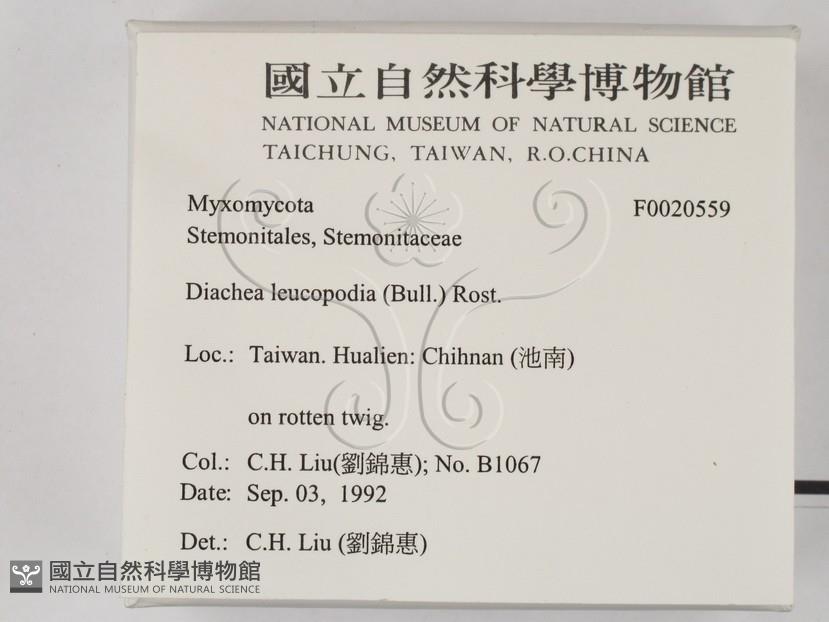 國立自然科學博物館
NATIONAL MUSEUM OF NATURAL SCIENCE
TAICHUNG, TAIWAN, R.O.CHINA
Myxomycota F0020559
Stemonitales, Stemonitaceae
Diachea leucopodia (Bull.) Rost.
Loc.: Taiwan. Hualien: Chihnan (池南)
on rotten twig.
Col.: C.H. Liu(劉錦惠); No. B1067
Date: Sep. 03, 1992
Det.: C.H. Liu (劉錦惠)
國立自然科學博物館
NATIONAL MUSEUM OF NATURAL SCIENCE